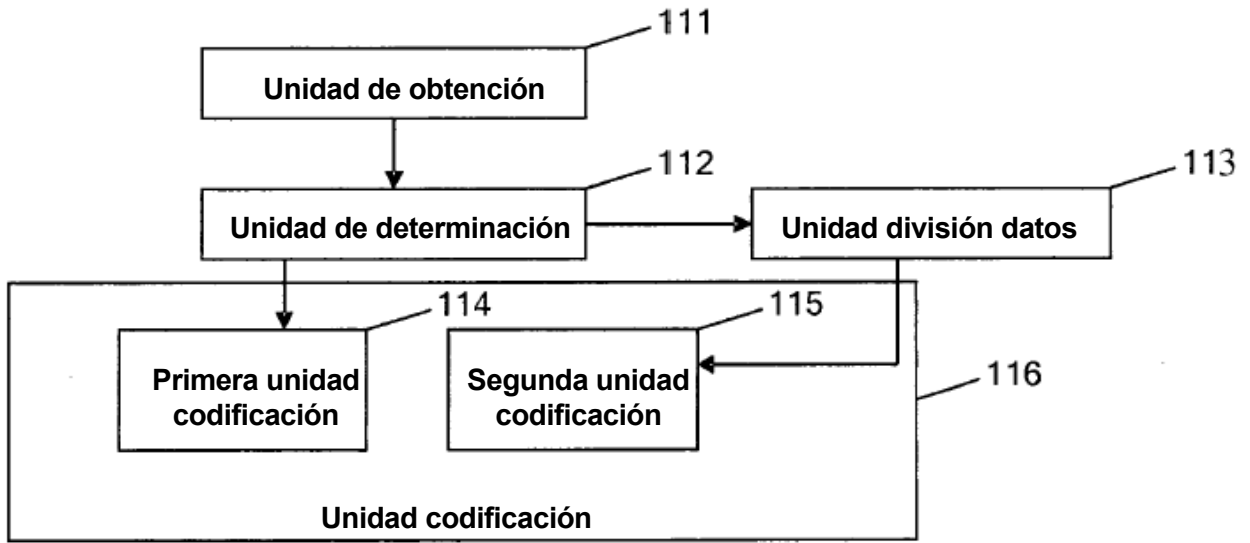 111
Unidad de obtención
112
113
Unidad de determinación
Unidad división datos
114
115
Primera unidad
codificación
Segunda unidad
codificación
116
Unidad codificación